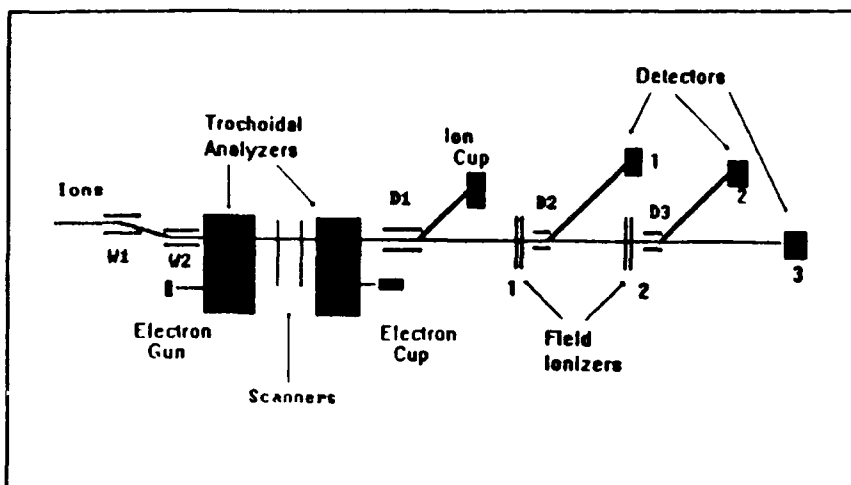 Detectors
Trochoidal
Analyzers
Ion
Cup
Ions
D1
D2
1
D3
2
W1
W2
1
2
3
Electron
Gun
Electron
Cup
Field
Ionizers
Scanners